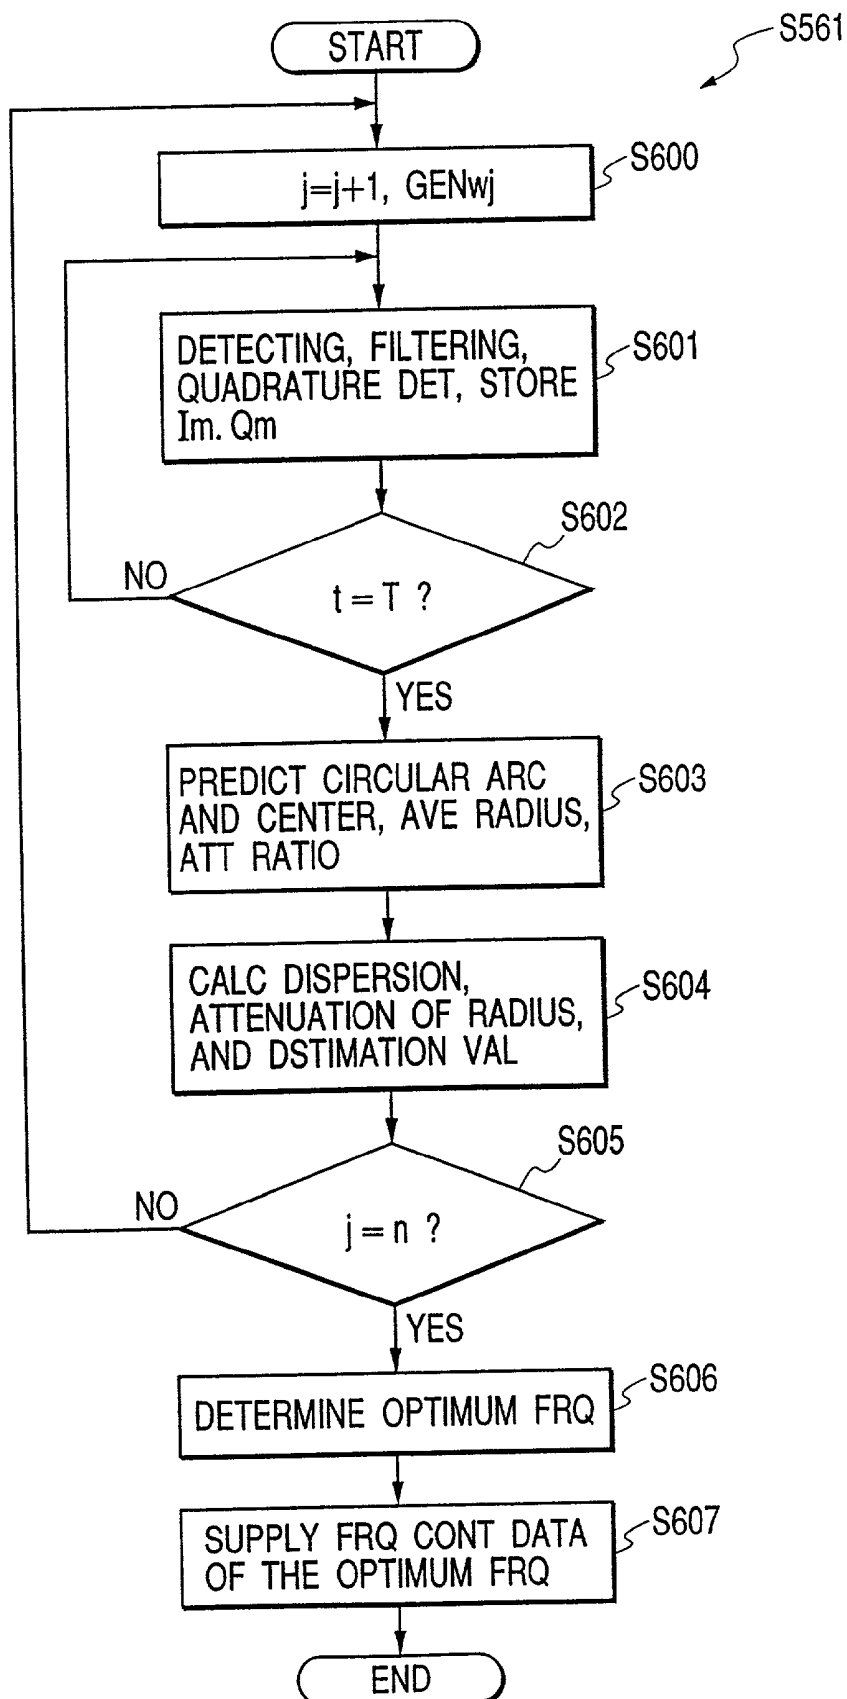 START
S561
j=j+1, GENwj
S600
DETECTING, FILTERING,
QUADRATURE DET, STORE
Im. Qm
S601
t = T ?
S602
NO
YES
PREDICT CIRCULAR ARC
AND CENTER, AVE RADIUS,
ATT RATIO
S603
CALC DISPERSION,
ATTENUATION OF RADIUS,
AND DSTIMATION VAL
S604
j = n ?
S605
NO
YES
DETERMINE OPTIMUM FRQ
S606
SUPPLY FRQ CONT DATA
OF THE OPTIMUM FRQ
S607
END